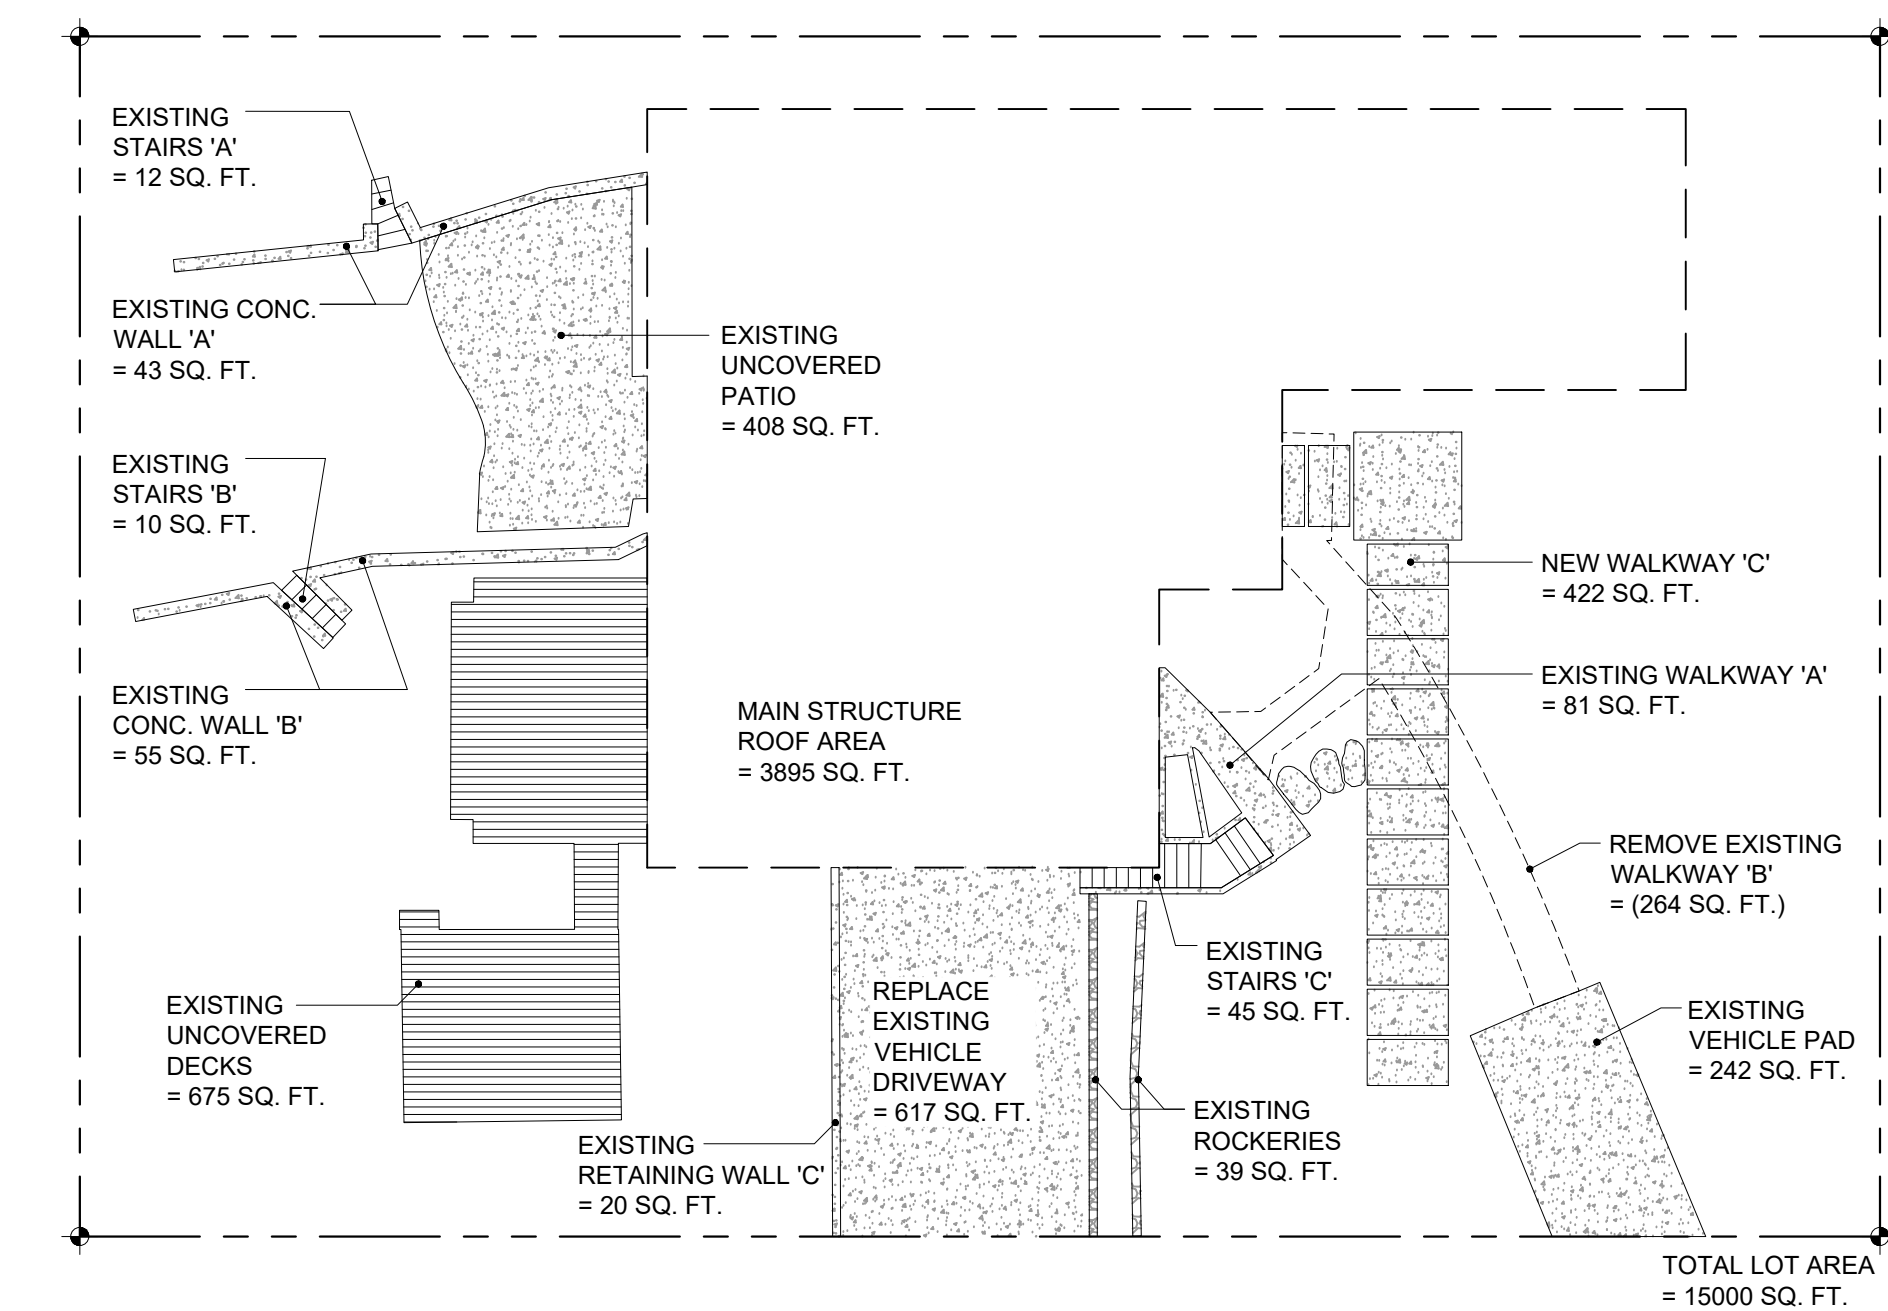 EXISTING
STAIRS 'A'
= 12 SQ. FT.
EXISTING CONC.
WALL 'A'
= 43 SQ. FT.
EXISTING
UNCOVERED
PATIO
= 408 SQ. FT.
EXISTING
STAIRS 'B'
= 10 SQ. FT.
NEW WALKWAY 'C'
= 422 SQ. FT.
EXISTING WALKWAY 'A'
= 81 SQ. FT.
EXISTING
CONC. WALL 'B'
= 55 SQ. FT.
MAIN STRUCTURE
ROOF AREA
= 3895 SQ. FT.
REMOVE EXISTING
WALKWAY 'B'
= (264 SQ. FT.)
EXISTING
STAIRS 'C'
= 45 SQ. FT.
EXISTING
UNCOVERED
DECKS
= 675 SQ. FT.
REPLACE
EXISTING
VEHICLE
DRIVEWAY
= 617 SQ. FT.
EXISTING
VEHICLE PAD
= 242 SQ. FT.
EXISTING
RETAINING WALL 'C'
= 20 SQ. FT.
EXISTING
ROCKERIES
= 39 SQ. FT.
TOTAL LOT AREA
= 15000 SQ. FT.